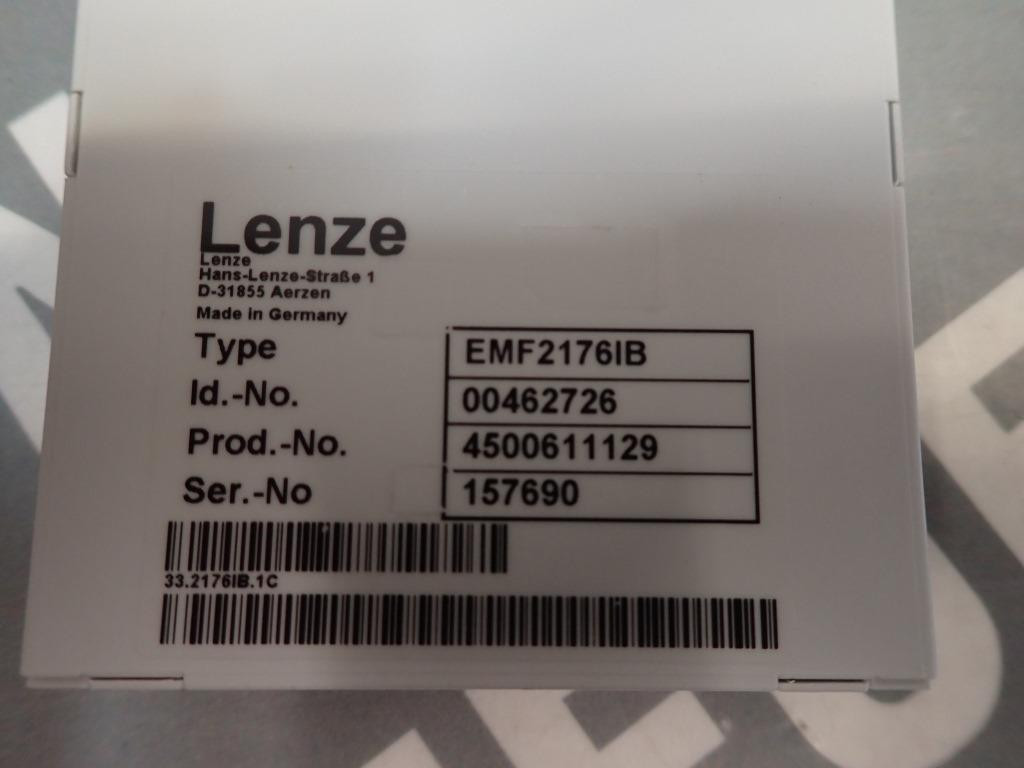 Lenze
Lenze
Hans-Lenze-Straße 1
D-31855 Aerzen
Made in Germany
Type EMF2176IB
Id.-No. 00462726
Prod.-No. 4500611129
Ser.-No 157690
33.2176IB.1C